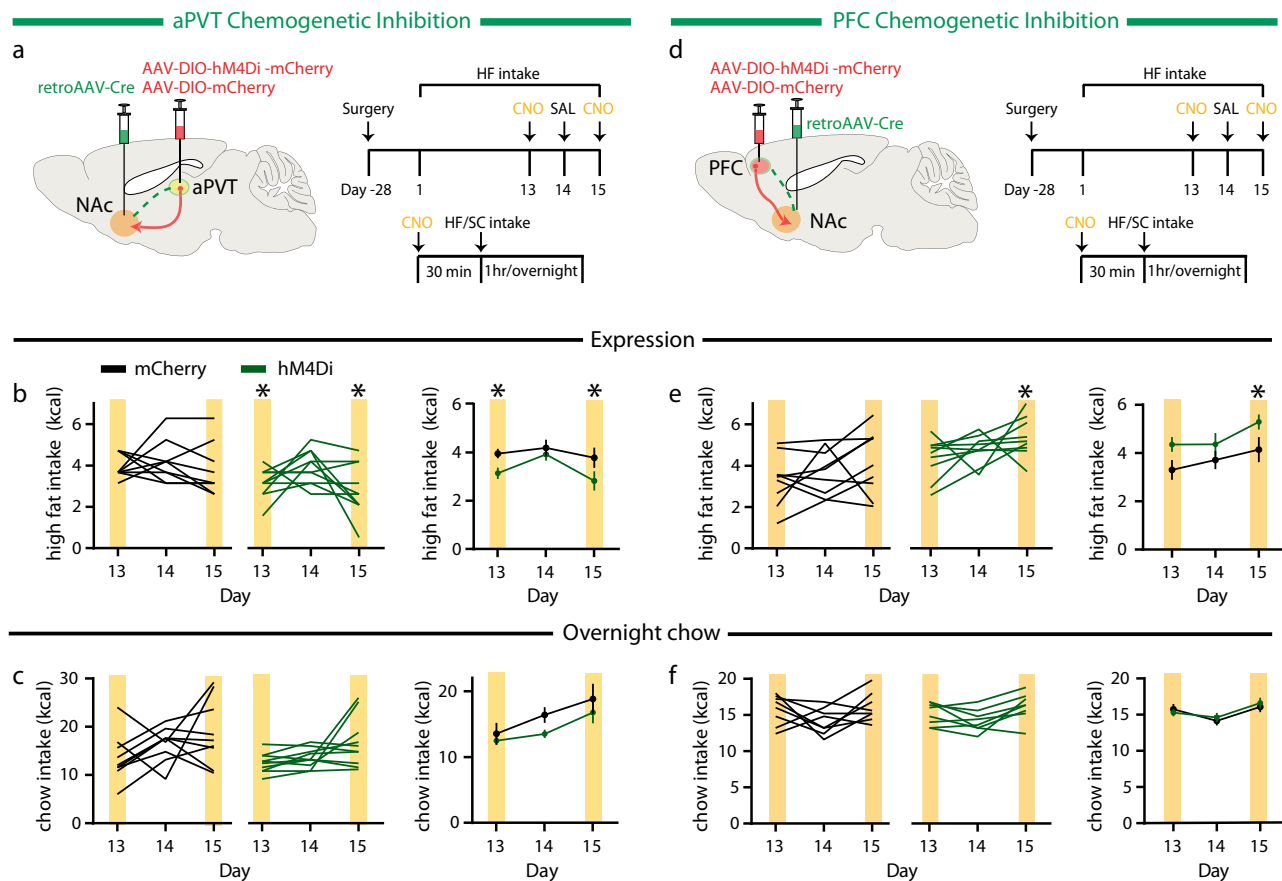 aPVT Chemogenetic Inhibition
a
AAV-DIO-hM4Di -mCherry
retroAAV-Cre
AAV-DIO-mCherry
NAc
aPVT
HF intake
Surgery
CNO
SAL
CNO
Day -28
1
13
14
15
CNO
HF/SC intake
30 min
1hr/overnight
PFC Chemogenetic Inhibition
d
AAV-DIO-hM4Di -mCherry
AAV-DIO-mCherry
retroAAV-Cre
PFC
NAc
HF intake
Surgery
CNO
SAL
CNO
Day -28
1
13
14
15
CNO
HF/SC intake
30 min
1hr/overnight
Expression
b
mCherry
hM4Di
high fat intake (kcal)
6
4
2
0
13
14
15
13
14
15
Day
*
*
high fat intake (kcal)
6
4
2
0
*
*
13
14
15
Day
e
high fat intake (kcal)
6
4
2
0
13
14
15
13
14
15
Day
*
high fat intake (kcal)
6
4
2
0
*
13
14
15
Day
Overnight chow
c
chow intake (kcal)
30
20
10
0
13
14
15
13
14
15
Day
chow intake (kcal)
20
10
0
13
14
15
Day
f
chow intake (kcal)
20
15
10
5
0
13
14
15
13
14
15
Day
chow intake (kcal)
20
15
10
5
0
13
14
15
Day